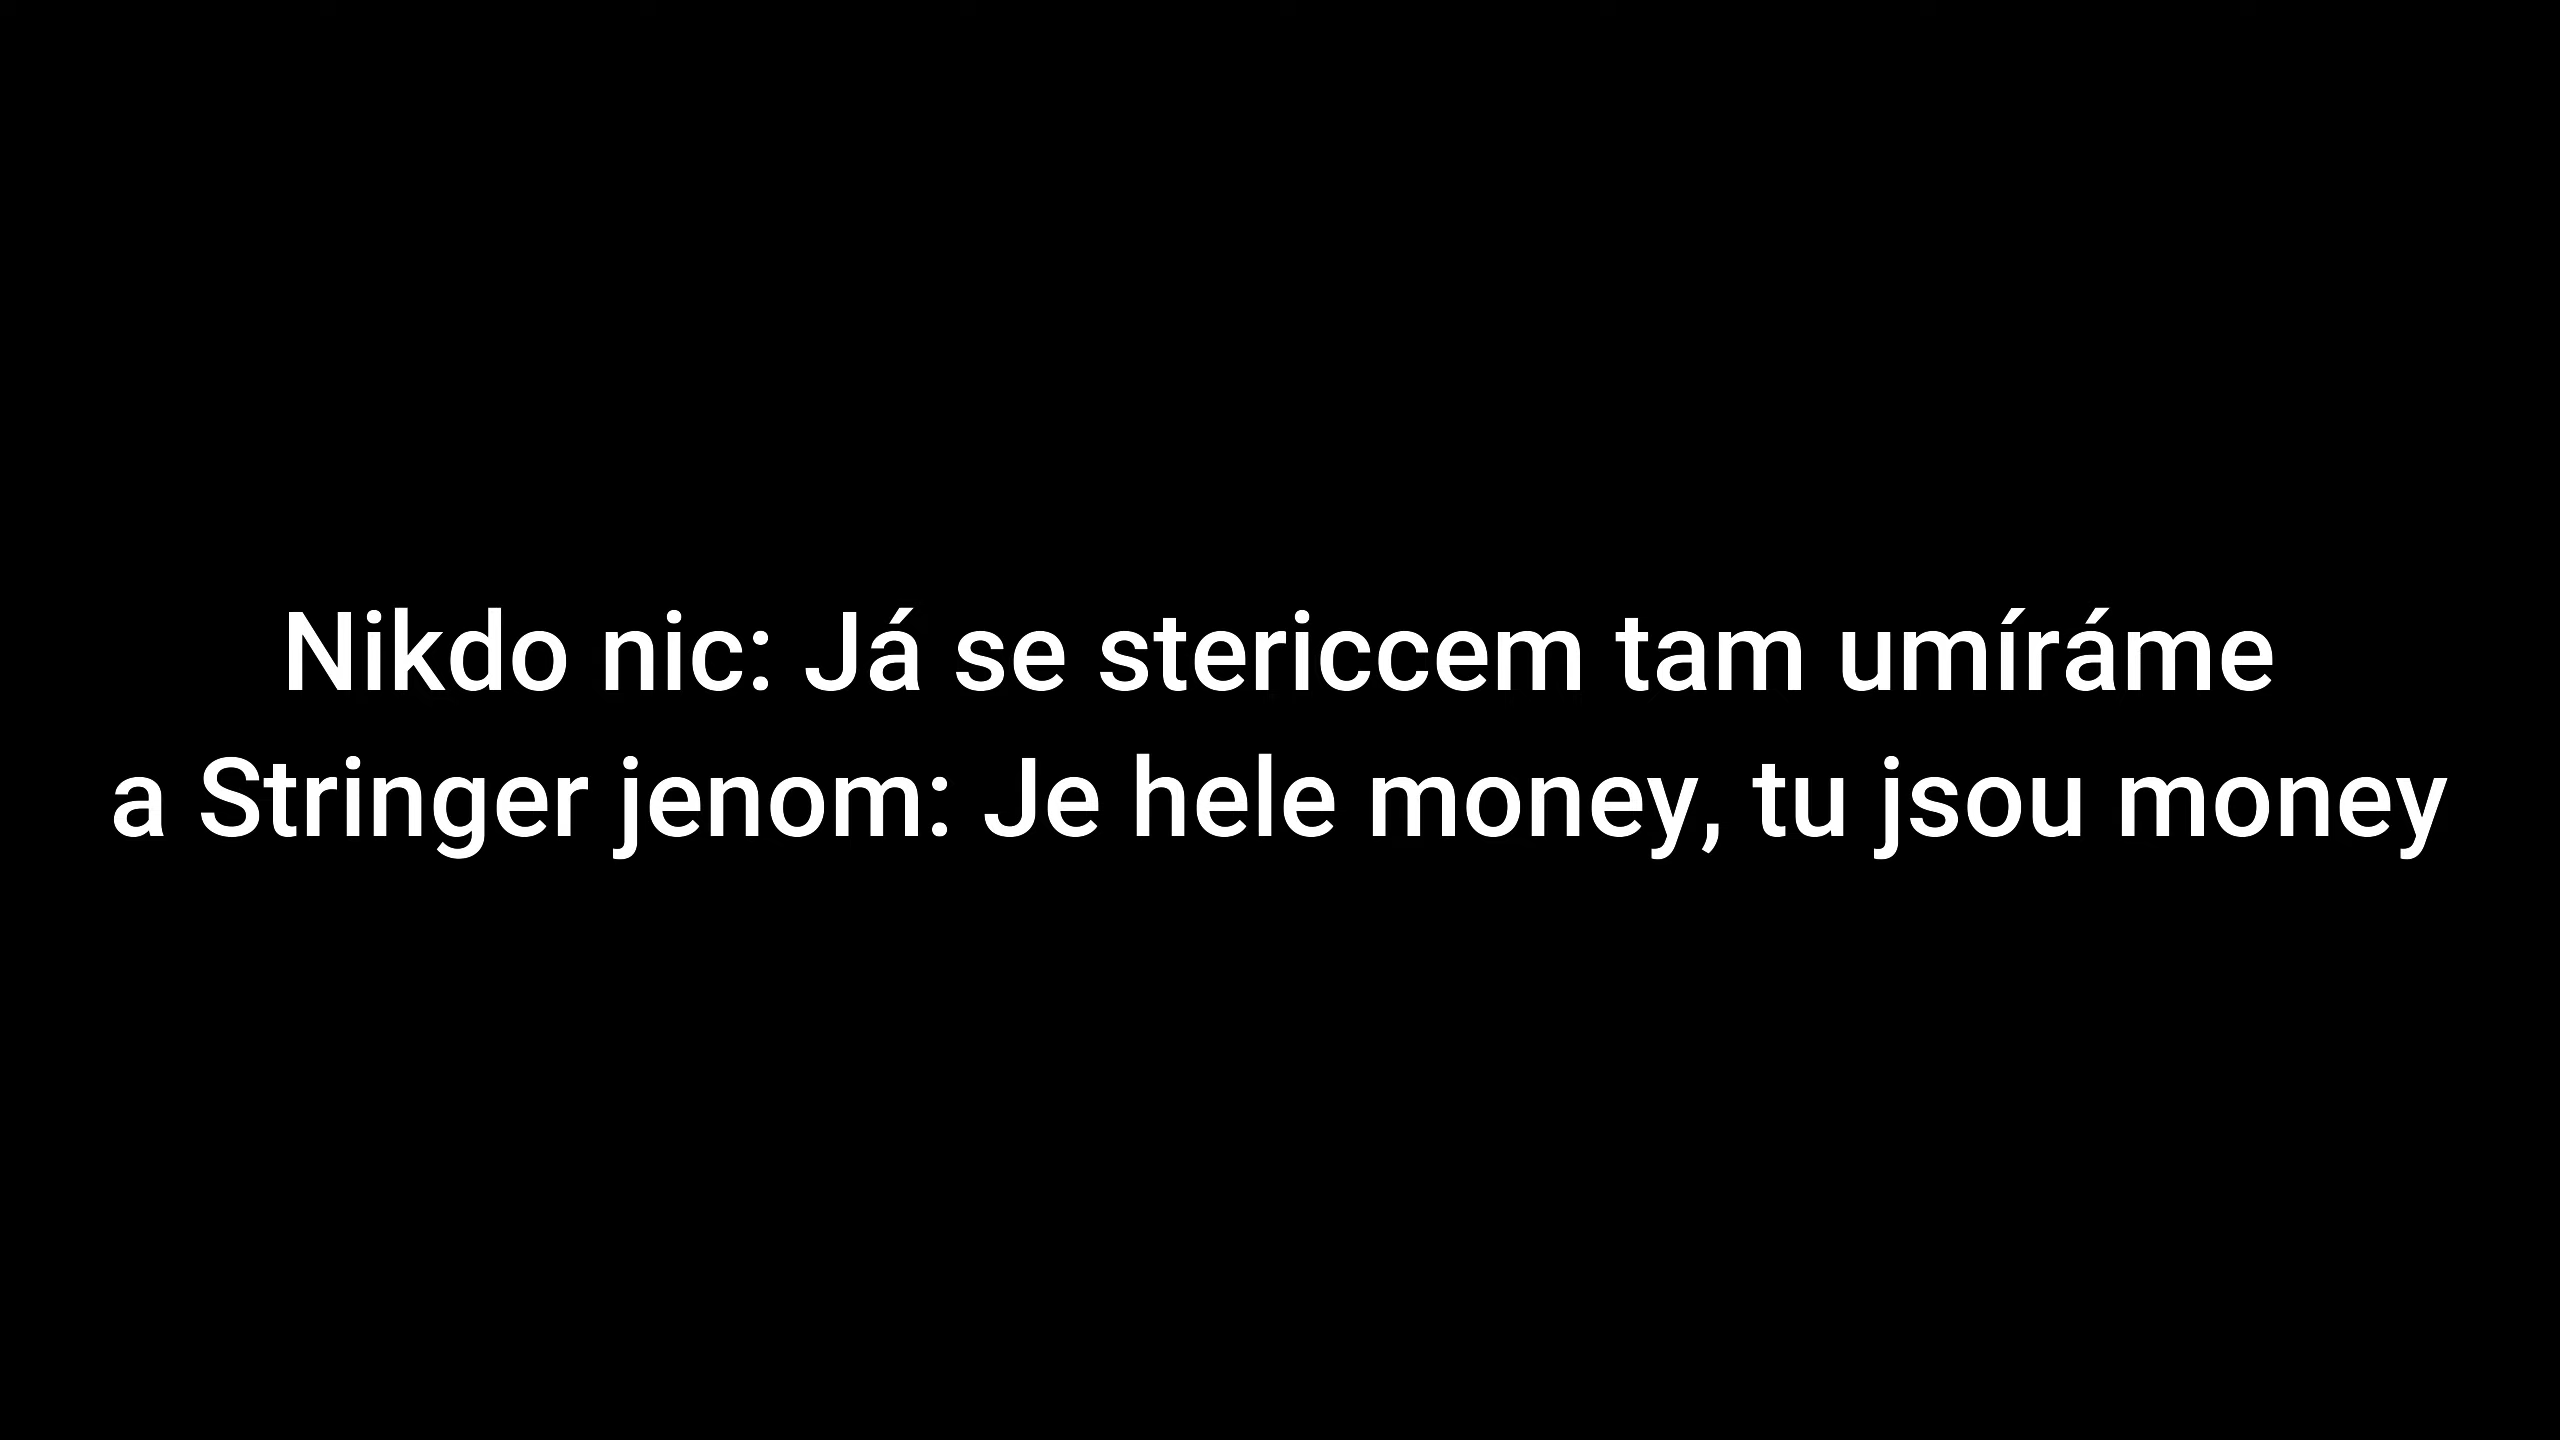 Nikdo nic: Já se stericcem tam umíráme
a Stringer jenom: Je hele money, tu jsou money